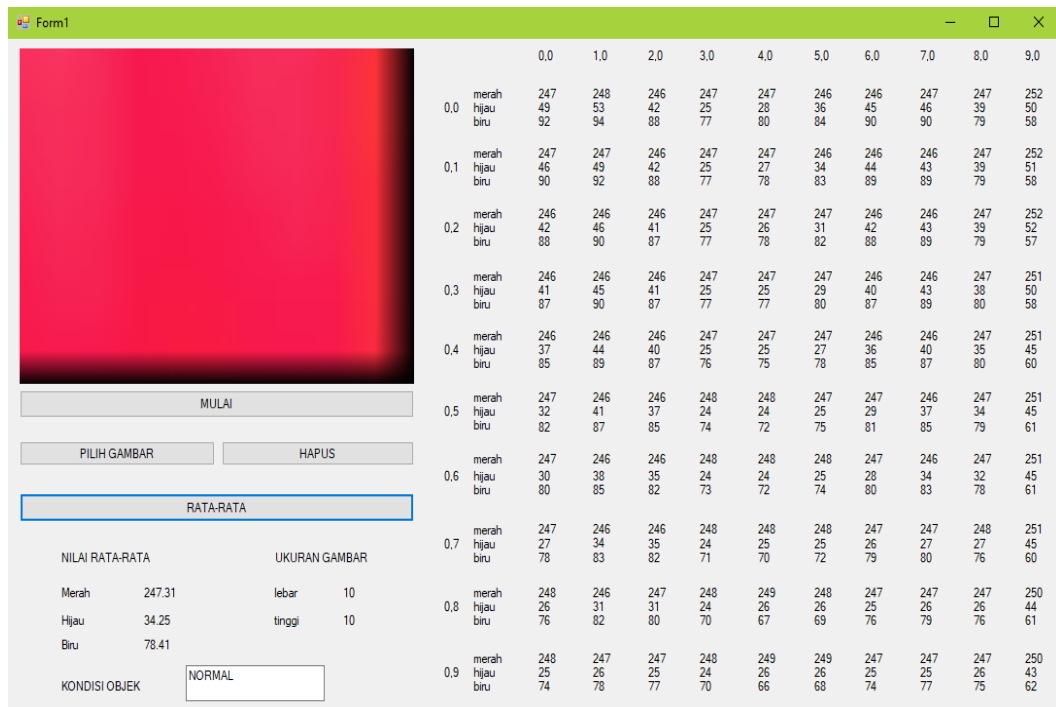 Form1
0,0 1,0 2,0 3,0 4,0 5,0 6,0 7,0 8,0 9,0
merah 247 248 246 247 247 246 246 247 247 252
0,0 hijau 49 53 42 25 28 36 45 46 39 50
biru 92 94 88 77 80 84 90 90 79 58
merah 247 247 246 247 247 246 246 246 247 252
0,1 hijau 46 49 42 25 27 34 44 43 39 51
biru 90 92 88 77 78 83 89 89 79 58
merah 246 246 246 247 247 247 246 246 247 252
0,2 hijau 42 46 41 25 26 31 42 43 39 52
biru 88 90 87 77 78 82 88 89 79 57
merah 246 246 246 247 247 247 246 246 247 251
0,3 hijau 41 45 41 25 25 29 40 43 38 50
biru 87 90 87 77 77 80 87 89 80 58
merah 246 246 246 247 247 247 246 246 247 251
0,4 hijau 37 44 40 25 25 27 36 40 35 45
biru 85 89 87 76 75 78 85 87 80 60
merah 247 246 246 248 248 247 247 246 247 251
0,5 hijau 32 41 37 24 24 25 29 37 34 45
biru 82 87 85 74 72 75 81 85 79 61
merah 247 246 246 248 248 248 247 246 247 251
0,6 hijau 30 38 35 24 24 25 28 34 32 45
biru 80 85 82 73 72 74 80 83 78 61
merah 247 246 246 248 248 248 247 247 248 251
0,7 hijau 27 34 35 24 25 25 26 27 27 45
biru 78 83 82 71 70 72 79 80 76 60
merah 248 246 247 248 249 248 247 247 247 250
0,8 hijau 26 31 31 24 26 26 25 26 26 44
biru 76 82 80 70 67 69 76 79 76 61
merah 248 247 247 248 249 249 247 247 247 250
0,9 hijau 25 26 25 24 26 26 25 25 26 43
biru 74 78 77 70 66 68 74 77 75 62
MULAI
PILIH GAMBAR HAPUS
RATA-RATA
NILAI RATA-RATA UKURAN GAMBAR
Merah 247.31 lebar 10
Hijau 34.25 tinggi 10
Biru 78.41
KONDISI OBJEK NORMAL